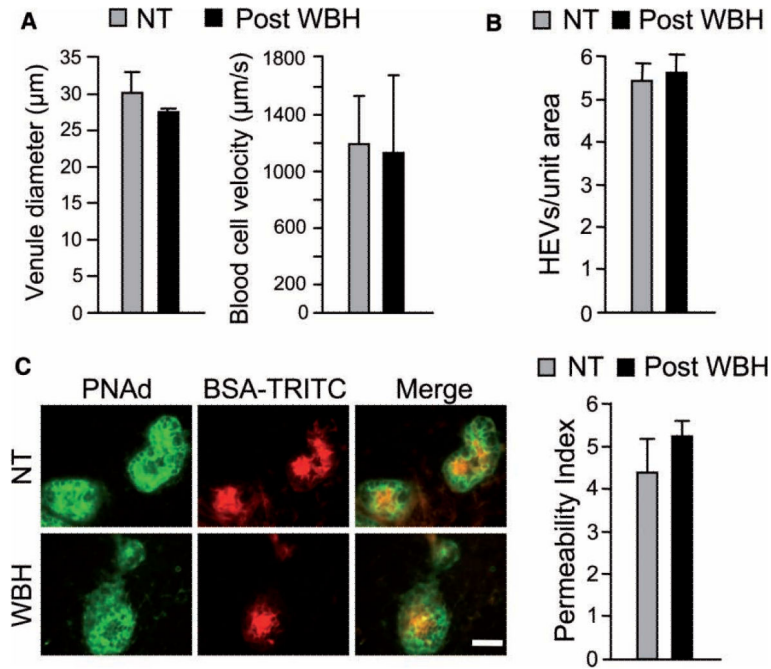 A
NT Post WBH
Venule diameter (µm)
35
30
25
20
15
10
5
0
Blood cell velocity (µm/s)
1800
1400
1000
600
200
0
B
NT Post WBH
HEVs/unit area
6
5
4
3
2
1
0
C
PNAd BSA-TRITC Merge
NT
WBH
NT Post WBH
Permeability Index
6
5
4
3
2
1
0